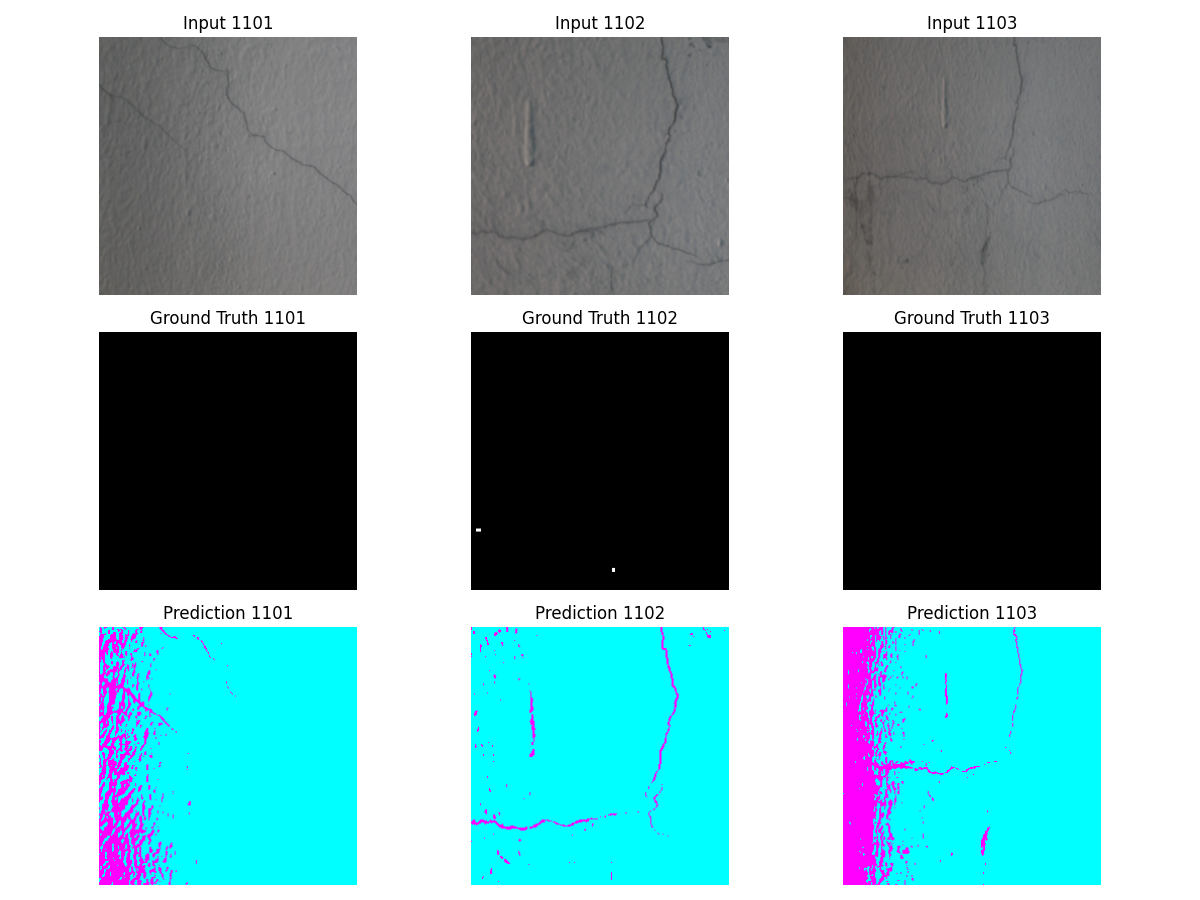 Input 1101
Input 1102
Input 1103
Ground Truth 1101
Ground Truth 1102
Ground Truth 1103
Prediction 1101
Prediction 1102
Prediction 1103